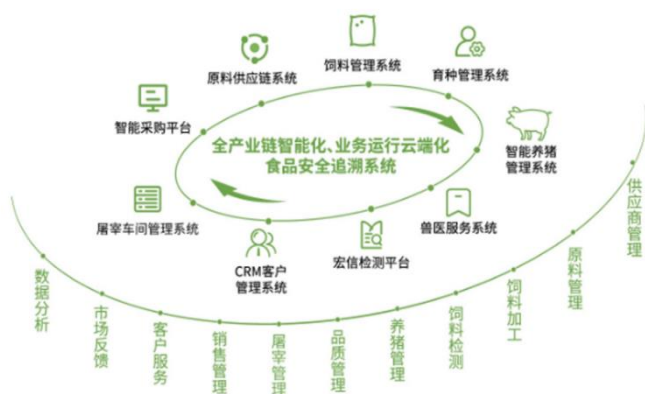 原料供应链系统
饲料管理系统
育种管理系统
智能采购平台
全产业链智能化、业务运行云端化
食品安全追溯系统
智能养猪
管理系统
屠宰车间管理系统
CRM客户
管理系统
宏信检测平台
兽医服务系统
数据分析
市场反馈
客户服务
销售管理
屠宰管理
品质管理
养猪管理
饲料检测
饲料加工
原料管理
供应商管理